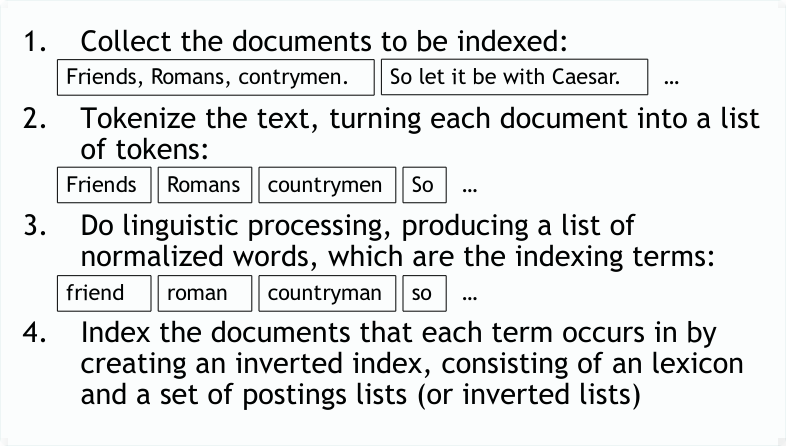 1. Collect the documents to be indexed:
Friends, Romans, contrymen. So let it be with Caesar. ...
2. Tokenize the text, turning each document into a list
of tokens:
Friends Romans countrymen So ...
3. Do linguistic processing, producing a list of
normalized words, which are the indexing terms:
friend roman countryman so ...
4. Index the documents that each term occurs in by
creating an inverted index, consisting of an lexicon
and a set of postings lists (or inverted lists)